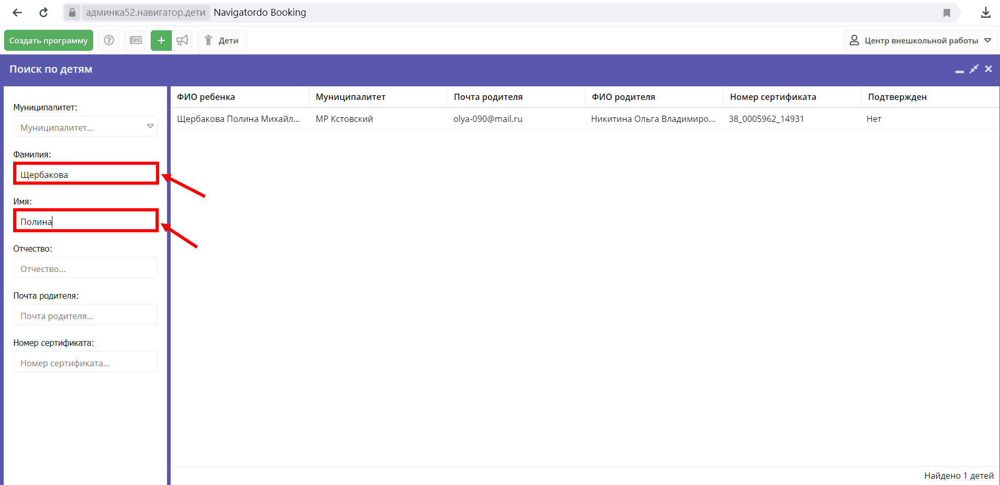 админка52.навигатор.дети Navigatordo Booking
Создать программу Дети Центр внешкольной работы
Поиск по детям
ФИО ребенка Муниципалитет Почта родителя ФИО родителя Номер сертификата Подтвержден
Щербакова Полина Михайл... МР Кстовский olya-090@mail.ru Никитина Ольга Владимиро... 38_0005962_14931 Нет
Муниципалитет:
Муниципалитет...
Фамилия:
Щербакова
Имя:
Полина
Отчество:
Отчество...
Почта родителя:
Почта родителя...
Номер сертификата:
Номер сертификата...
Найдено 1 детей